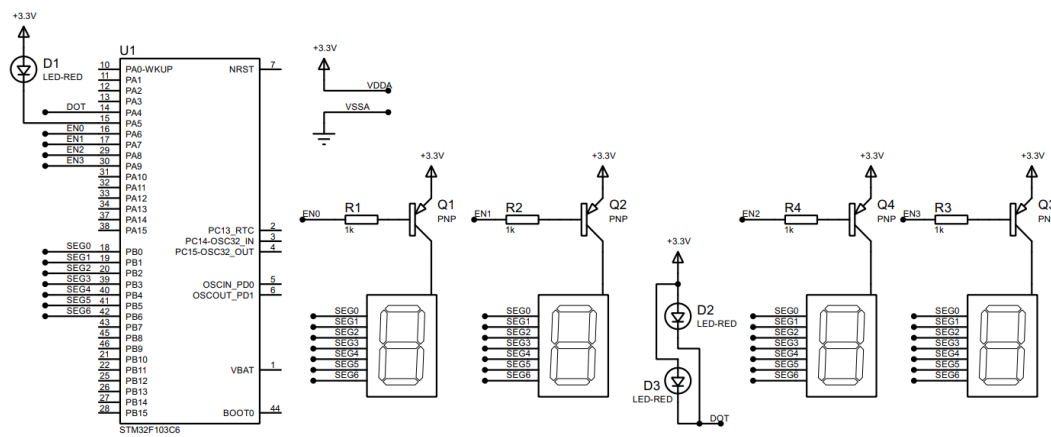 +3.3V
D1
LED-RED
U1
10 PA0-WKUP
11 PA1
12 PA2
13 PA3
DOT 14 PA4
15 PA5
EN0 16 PA6
EN1 17 PA7
EN2 29 PA8
EN3 30 PA9
31 PA10
32 PA11
33 PA12
34 PA13
37 PA14
38 PA15
SEG0 18 PB0
SEG1 19 PB1
SEG2 20 PB2
SEG3 39 PB3
SEG4 40 PB4
SEG5 41 PB5
SEG6 42 PB6
43 PB7
45 PB8
46 PB9
21 PB10
22 PB11
25 PB12
26 PB13
27 PB14
28 PB15
NRST 7
PC13_RTC 2
PC14-OSC32_IN 3
PC15-OSC32_OUT 4
OSCIN_PD0 5
OSCOUT_PD1 6
VBAT 1
BOOT0 44
STM32F103C6
+3.3V
VDDA
VSSA
+3.3V
EN0
R1
1k
Q1
PNP
SEG0
SEG1
SEG2
SEG3
SEG4
SEG5
SEG6
+3.3V
EN1
R2
1k
Q2
PNP
SEG0
SEG1
SEG2
SEG3
SEG4
SEG5
SEG6
+3.3V
D2
LED-RED
D3
LED-RED
DOT
+3.3V
EN2
R4
1k
Q4
PNP
SEG0
SEG1
SEG2
SEG3
SEG4
SEG5
SEG6
+3.3V
EN3
R3
1k
Q3
PNP
SEG0
SEG1
SEG2
SEG3
SEG4
SEG5
SEG6